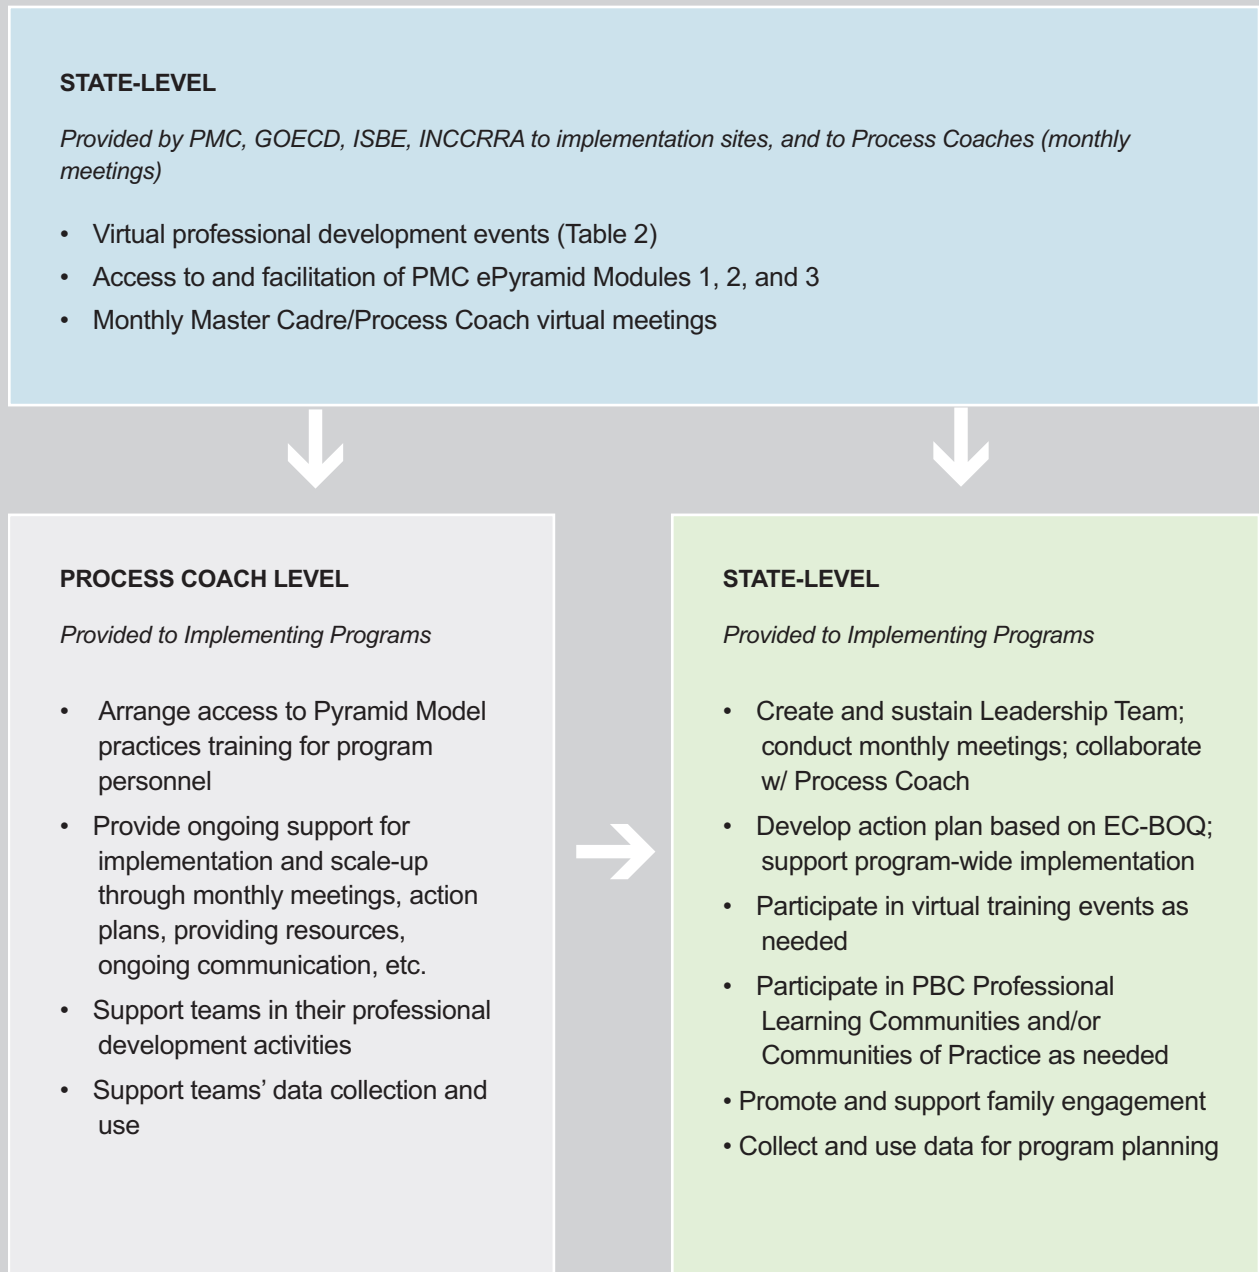 STATE-LEVEL
Provided by PMC, GOECD, ISBE, INCCRRA to implementation sites, and to Process Coaches (monthly
meetings)
• Virtual professional development events (Table 2)
• Access to and facilitation of PMC ePyramid Modules 1, 2, and 3
• Monthly Master Cadre/Process Coach virtual meetings
PROCESS COACH LEVEL
Provided to Implementing Programs
• Arrange access to Pyramid Model
practices training for program
personnel
• Provide ongoing support for
implementation and scale-up
through monthly meetings, action
plans, providing resources,
ongoing communication, etc.
• Support teams in their professional
development activities
• Support teams’ data collection and
use
STATE-LEVEL
Provided to Implementing Programs
• Create and sustain Leadership Team;
conduct monthly meetings; collaborate
w/ Process Coach
• Develop action plan based on EC-BOQ;
support program-wide implementation
• Participate in virtual training events as
needed
• Participate in PBC Professional
Learning Communities and/or
Communities of Practice as needed
• Promote and support family engagement
• Collect and use data for program planning